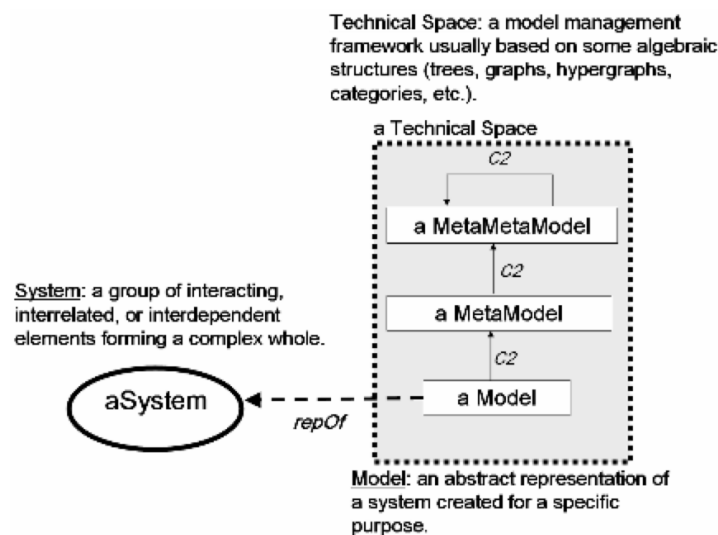 Technical Space: a model management
framework usually based on some algebraic
structures (trees, graphs, hypergraphs,
categories, etc.).
a Technical Space
C2
a MetaMetaModel
C2
System: a group of interacting,
interrelated, or interdependent
elements forming a complex whole.
a MetaModel
C2
aSystem
a Model
repOf
Model: an abstract representation of
a system created for a specific
purpose.